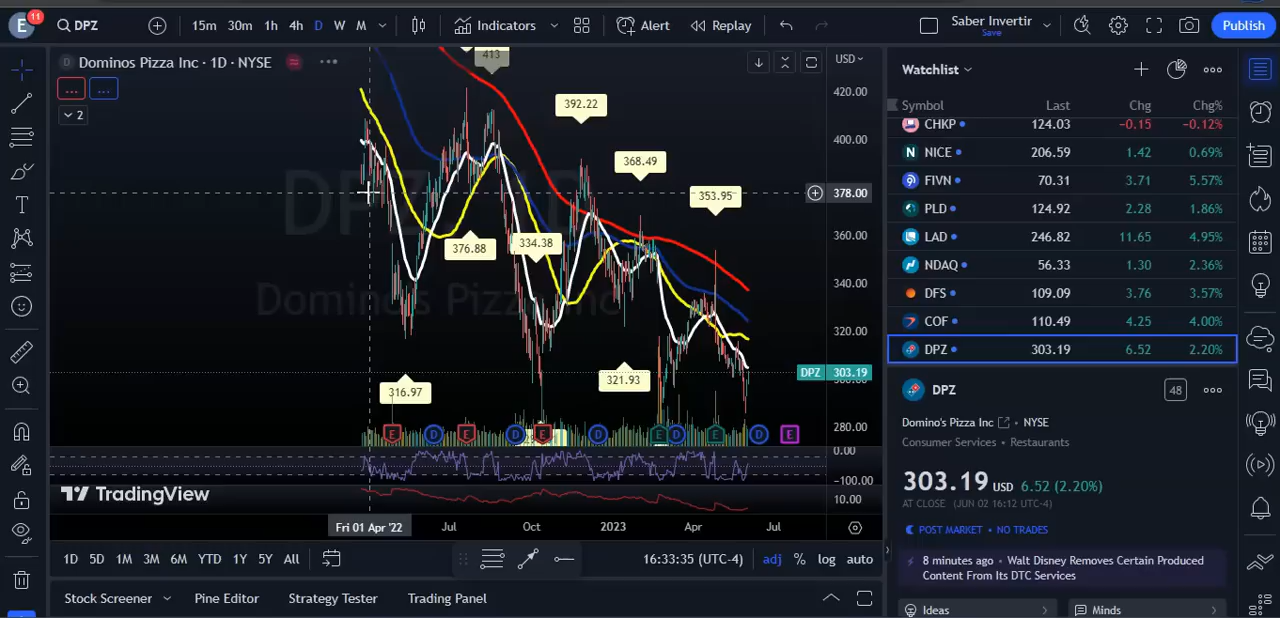 E 11 DPZ 15m 30m 1h 4h D W M Indicators Alert Replay Saber Invertir Save Publish
D Dominos Pizza Inc · 1D · NYSE
... ...
2
USD
420.00
400.00
378.00
360.00
340.00
320.00
DPZ 303.19
280.00
0.00
−100.00
10.00
413
392.22
368.49
353.95
376.88
334.38
321.93
316.97
Dominos Pizza Inc
E D E D E D E D E D E
TradingView
Fri 01 Apr '22 Jul Oct 2023 Apr Jul
1D 5D 1M 3M 6M YTD 1Y 5Y All 16:33:35 (UTC-4) adj % log auto
Stock Screener Pine Editor Strategy Tester Trading Panel
Watchlist
Symbol Last Chg Chg%
CHKP 124.03 −0.15 −0.12%
NICE 206.59 1.42 0.69%
FIVN 70.31 3.71 5.57%
PLD 124.92 2.28 1.86%
LAD 246.82 11.65 4.95%
NDAQ 56.33 1.30 2.36%
DFS 109.09 3.76 3.57%
COF 110.49 4.25 4.00%
DPZ 303.19 6.52 2.20%
DPZ 48
Domino's Pizza Inc · NYSE
Consumer Services · Restaurants
303.19 USD 6.52 (2.20%)
AT CLOSE (JUN 02 16:12 UTC-4)
POST MARKET · NO TRADES
8 minutes ago · Walt Disney Removes Certain Produced
Content From Its DTC Services
Ideas Minds